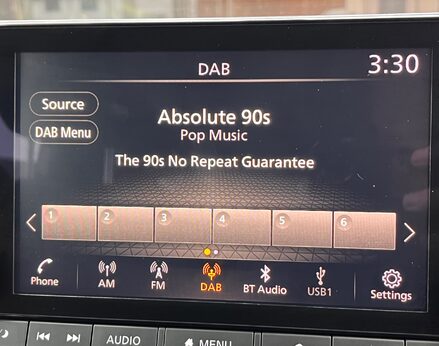 DAB
3:30
Source
Absolute 90s
DAB Menu
Pop Music
The 90s No Repeat Guarantee
1 2 3 4 5 6
Phone
AM
FM
DAB
BT Audio
USB1
Settings
AUDIO
MENU